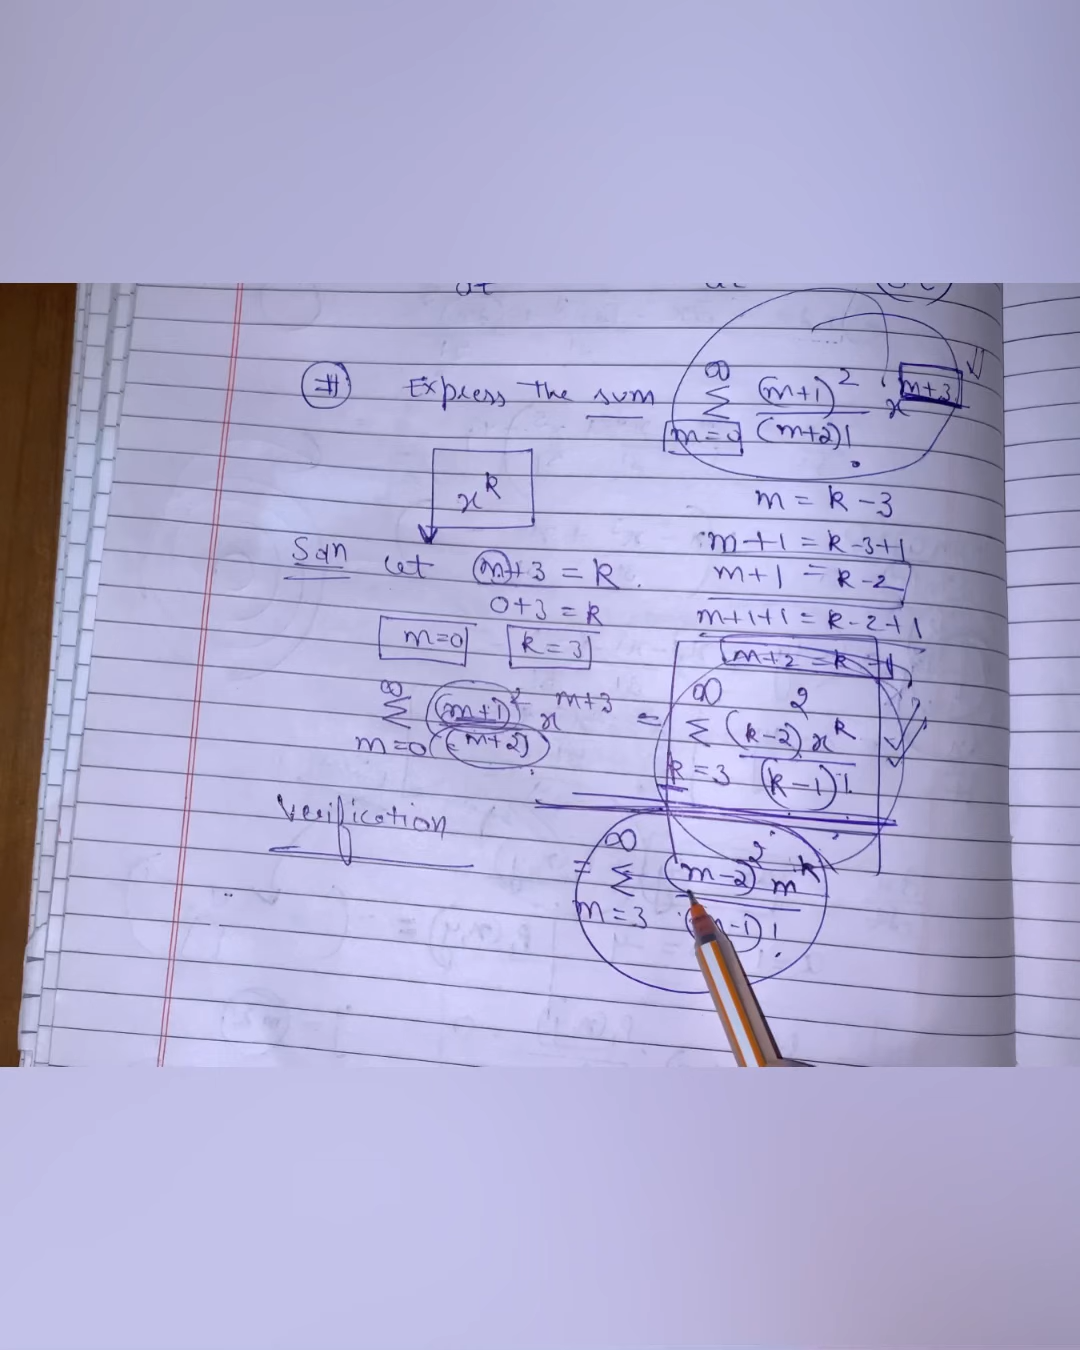 # Express the sum ∞ Σ m=0 (m+1)² / (m+2)! · x^(m+3)
x^k
m = k-3
m+1 = k-3+1
Soln Let m+3 = k.
m+1 = k-2
0+3 = k
m+1+1 = k-2+1
m=0 k=3
m+2 = k-1
∞ Σ m=0 (m+1)² x^(m+3) / (m+2)! = ∞ Σ k=3 (k-2)² x^k / (k-1)!
Verification
= ∞ Σ m=3 (m-2)² m^k / -1)!